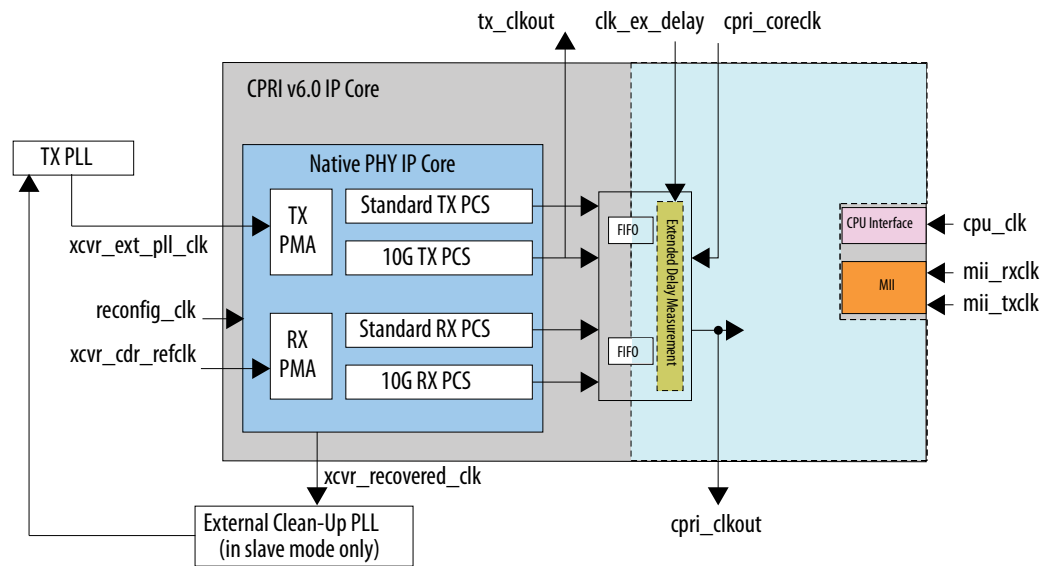 tx_clkout
clk_ex_delay
cpri_coreclk
CPRI v6.0 IP Core
TX PLL
Native PHY IP Core
TX
PMA
Standard TX PCS
10G TX PCS
FIFO
Extended Delay Measurement
CPU Interface
cpu_clk
xcvr_ext_pll_clk
mii_rxclk
MII
mii_txclk
reconfig_clk
RX
PMA
Standard RX PCS
xcvr_cdr_refclk
FIFO
10G RX PCS
xcvr_recovered_clk
External Clean-Up PLL
(in slave mode only)
cpri_clkout